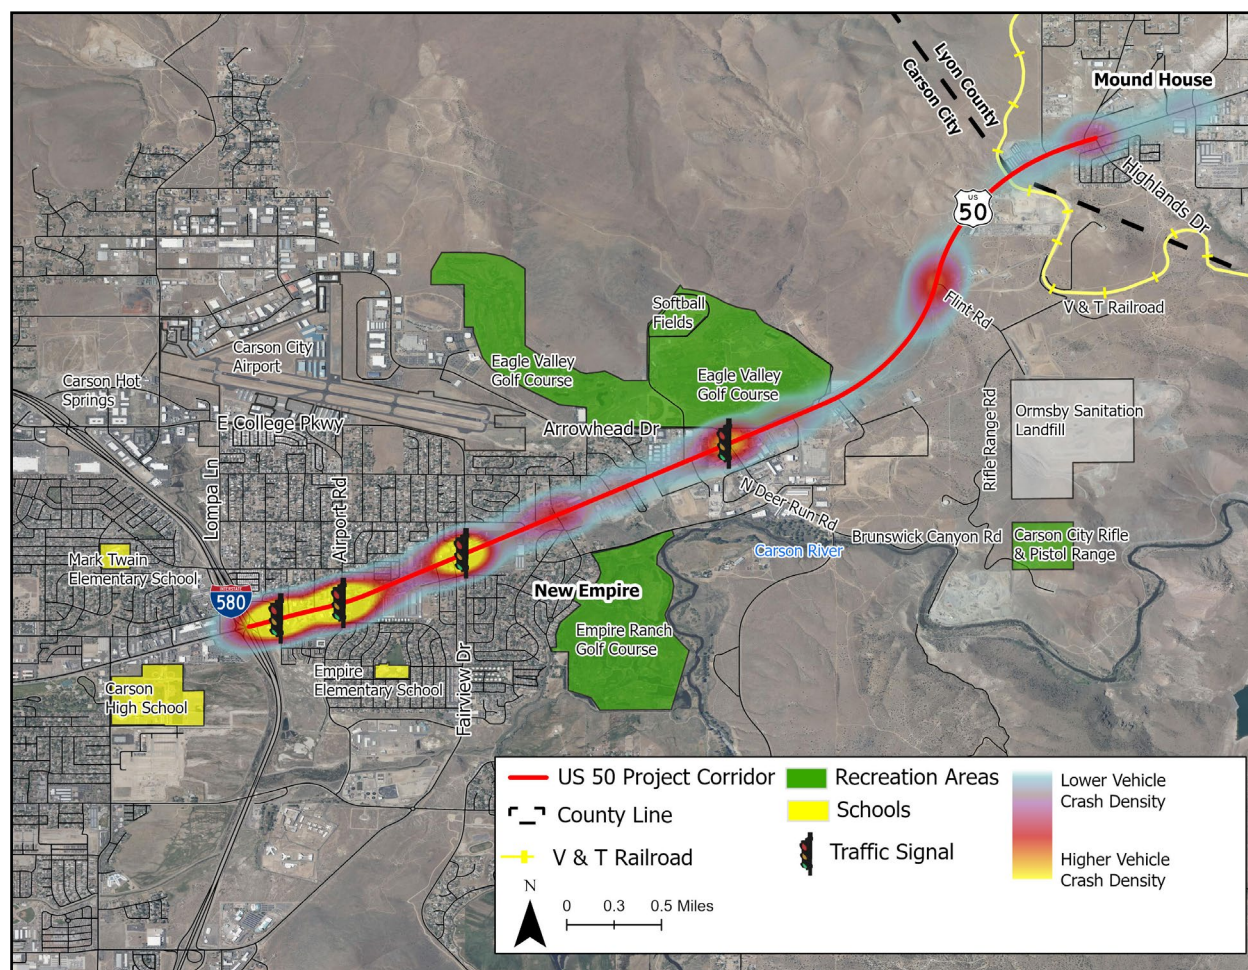 Lyon County
Carson City
Mound House
Highlands Dr
US
50
Softball
Fields
Flint Rd
V & T Railroad
Carson City
Airport
Eagle Valley
Golf Course
Eagle Valley
Golf Course
Carson Hot
Springs
E College Pkwy
Arrowhead Dr
Ormsby Sanitation
Landfill
Rifle Range Rd
Lompa Ln
Airport Rd
N Deer Run Rd
Carson River
Brunswick Canyon Rd
Carson City Rifle
& Pistol Range
Mark Twain
Elementary School
INTERSTATE
580
New Empire
Empire Ranch
Golf Course
Empire
Elementary School
Fairview Dr
Carson
High School
US 50 Project Corridor
County Line
V & T Railroad
Recreation Areas
Schools
Traffic Signal
Lower Vehicle
Crash Density
Higher Vehicle
Crash Density
N
0 0.3 0.5 Miles